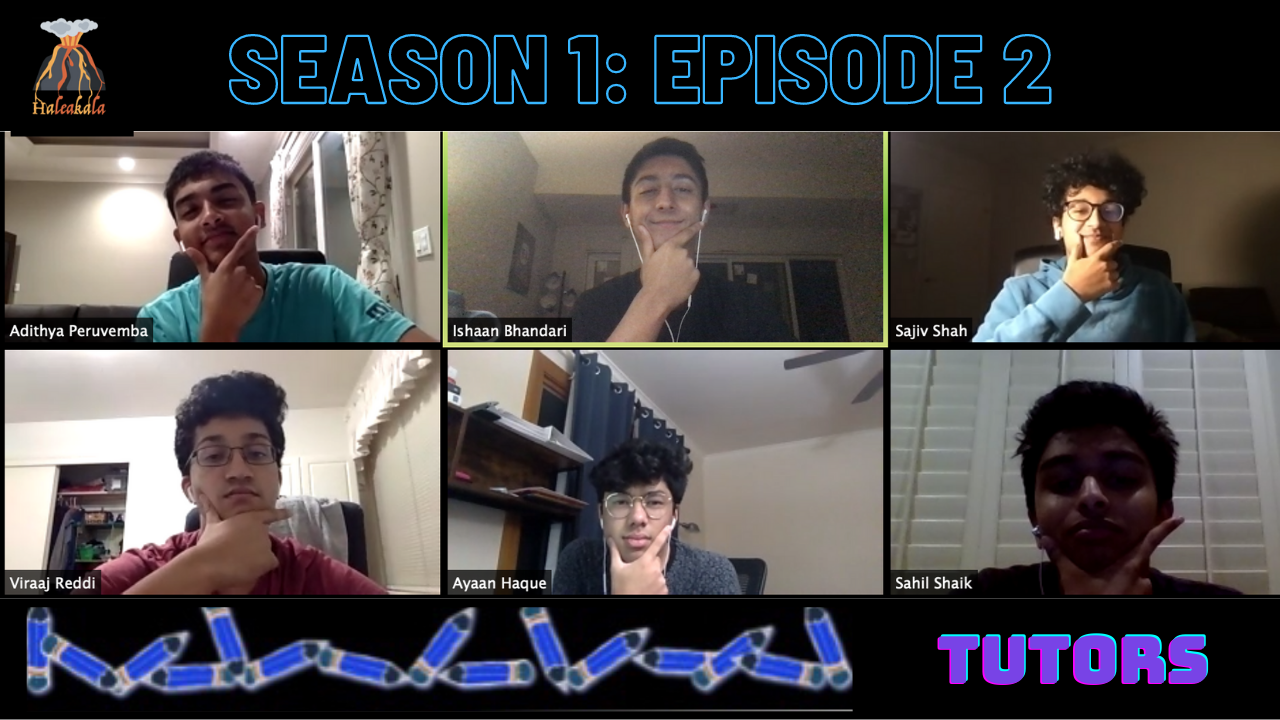 SEASON 1: EPISODE 2
Haleakala
Adithya Peruvemba
Ishaan Bhandari
Sajiv Shah
Viraaj Reddi
Ayaan Haque
Sahil Shaik
TUTORS